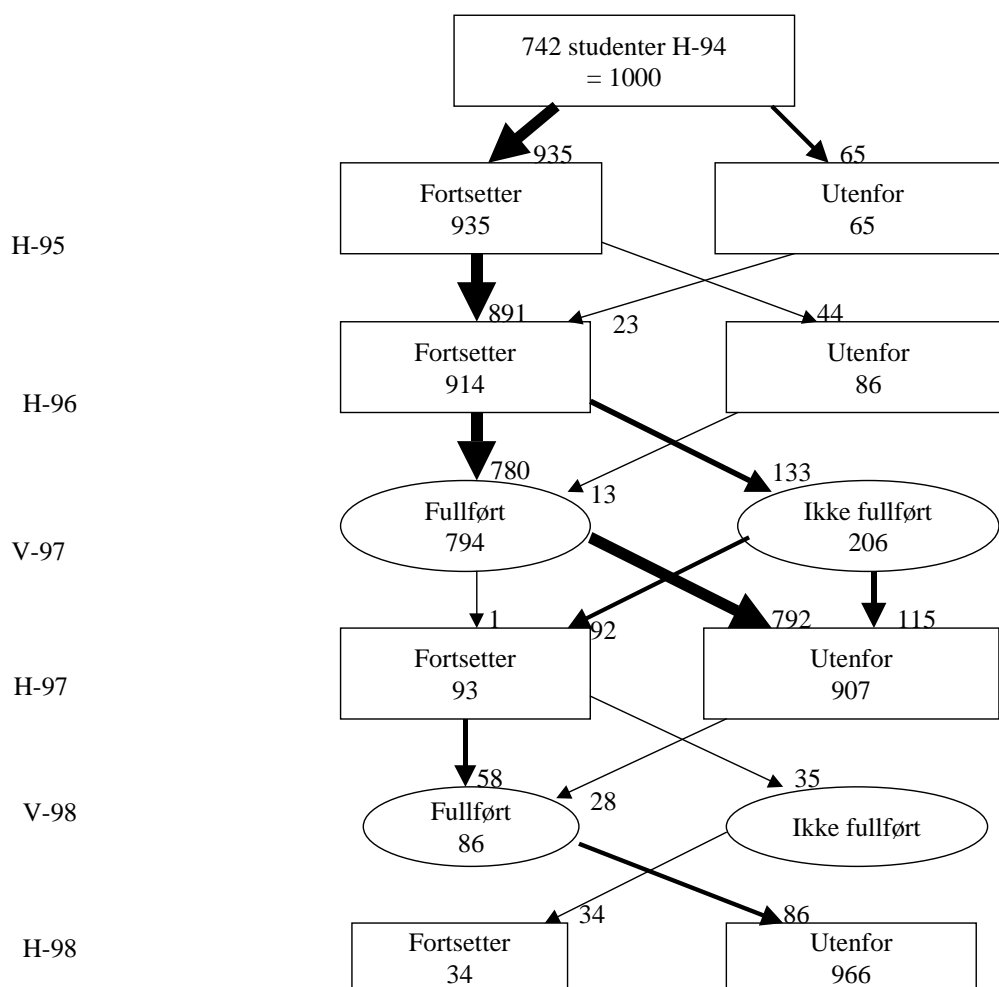 742 studenter H-94
= 1000
935
65
Fortsetter
935
Utenfor
65
H-95
891
23
44
Fortsetter
914
Utenfor
86
H-96
780
13
133
Fullført
794
Ikke fullført
206
V-97
1
92
792
115
Fortsetter
93
Utenfor
907
H-97
58
28
35
Fullført
86
Ikke fullført
V-98
34
86
Fortsetter
34
Utenfor
966
H-98